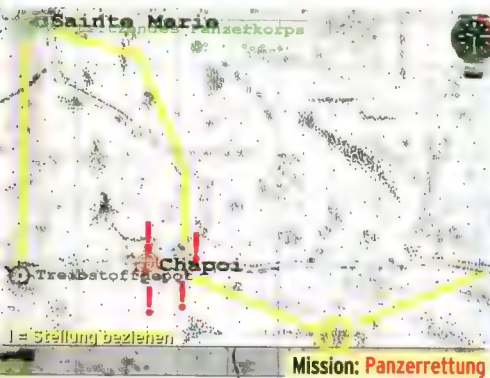 Sainte Marie
Panzerkorps
Chapoi
Treibstoffdepot
! = Stellung beziehen
Mission: Panzerrettung